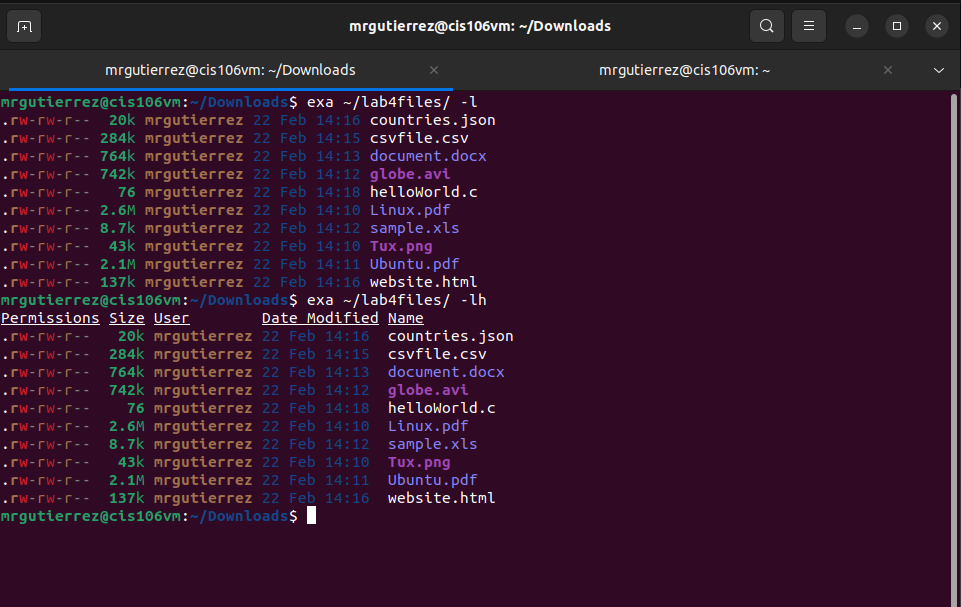 mrgutierrez@cis106vm: ~/Downloads
mrgutierrez@cis106vm: ~/Downloads
mrgutierrez@cis106vm: ~
mrgutierrez@cis106vm:~/Downloads$ exa ~/lab4files/ -l
.rw-rw-r-- 20k mrgutierrez 22 Feb 14:16 countries.json
.rw-rw-r-- 284k mrgutierrez 22 Feb 14:15 csvfile.csv
.rw-rw-r-- 764k mrgutierrez 22 Feb 14:13 document.docx
.rw-rw-r-- 742k mrgutierrez 22 Feb 14:12 globe.avi
.rw-rw-r-- 76 mrgutierrez 22 Feb 14:18 helloWorld.c
.rw-rw-r-- 2.6M mrgutierrez 22 Feb 14:10 Linux.pdf
.rw-rw-r-- 8.7k mrgutierrez 22 Feb 14:12 sample.xls
.rw-rw-r-- 43k mrgutierrez 22 Feb 14:10 Tux.png
.rw-rw-r-- 2.1M mrgutierrez 22 Feb 14:11 Ubuntu.pdf
.rw-rw-r-- 137k mrgutierrez 22 Feb 14:16 website.html
mrgutierrez@cis106vm:~/Downloads$ exa ~/lab4files/ -lh
Permissions Size User Date Modified Name
.rw-rw-r-- 20k mrgutierrez 22 Feb 14:16 countries.json
.rw-rw-r-- 284k mrgutierrez 22 Feb 14:15 csvfile.csv
.rw-rw-r-- 764k mrgutierrez 22 Feb 14:13 document.docx
.rw-rw-r-- 742k mrgutierrez 22 Feb 14:12 globe.avi
.rw-rw-r-- 76 mrgutierrez 22 Feb 14:18 helloWorld.c
.rw-rw-r-- 2.6M mrgutierrez 22 Feb 14:10 Linux.pdf
.rw-rw-r-- 8.7k mrgutierrez 22 Feb 14:12 sample.xls
.rw-rw-r-- 43k mrgutierrez 22 Feb 14:10 Tux.png
.rw-rw-r-- 2.1M mrgutierrez 22 Feb 14:11 Ubuntu.pdf
.rw-rw-r-- 137k mrgutierrez 22 Feb 14:16 website.html
mrgutierrez@cis106vm:~/Downloads$